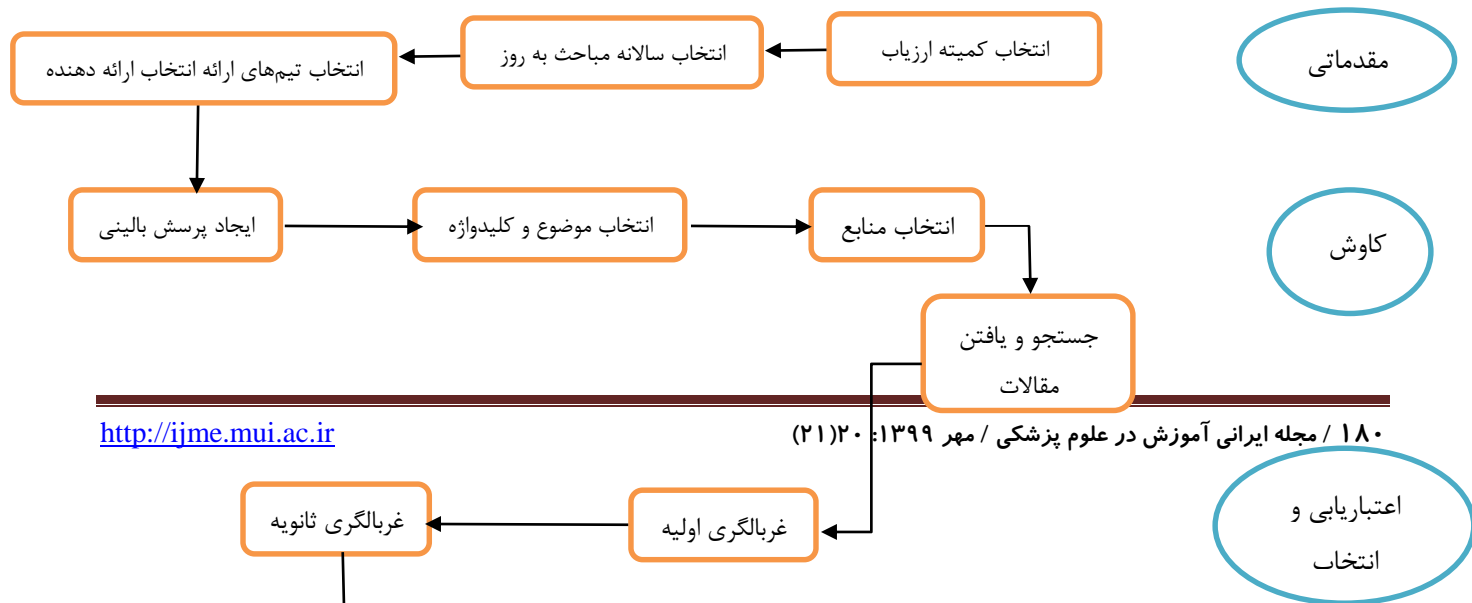 مقدماتی
انتخاب کمیته ارزیاب
انتخاب سالانه مباحث به روز
انتخاب تیم‌های ارائه انتخاب ارائه دهنده
کاوش
ایجاد پرسش بالینی
انتخاب موضوع و کلیدواژه
انتخاب منابع
جستجو و یافتن
مقالات
۱۸۰ / مجله ایرانی آموزش در علوم پزشکی / مهر ۱۳۹۹: ۲۰(۲۱)
http://ijme.mui.ac.ir
اعتباریابی و
انتخاب
غربالگری اولیه
غربالگری ثانویه